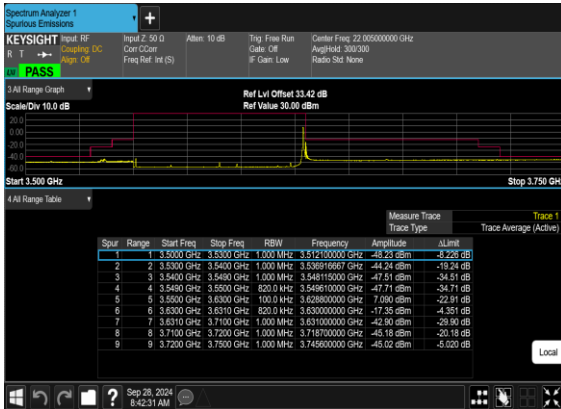 Spectrum Analyzer 1
Spurious Emissions
+
KEYSIGHT Input: RF Input Z: 50 Ω Atten: 10 dB Trig: Free Run Center Freq: 22.005000000 GHz
R T Coupling: DC Corr CCorr Gate: Off Avg|Hold: 300/300
Align: Off Freq Ref: Int (S) IF Gain: Low Radio Std: None
PASS
3 All Range Graph Ref Lvl Offset 33.42 dB
Scale/Div 10.0 dB Ref Value 30.00 dBm
20.0
0.00
-20.0
-40.0
-60.0
Start 3.500 GHz Stop 3.750 GH
4 All Range Table
Measure Trace Trace 1
Trace Type Trace Average (Active)
Spur Range Start Freq Stop Freq RBW Frequency Amplitude ΔLimit
1 1 3.5000 GHz 3.5300 GHz 1.000 MHz 3.512100000 GHz -48.23 dBm -8.226 dB
2 2 3.5300 GHz 3.5400 GHz 1.000 MHz 3.536916667 GHz -44.24 dBm -19.24 dB
3 3 3.5400 GHz 3.5490 GHz 1.000 MHz 3.548115000 GHz -47.51 dBm -34.51 dB
4 4 3.5490 GHz 3.5500 GHz 820.0 kHz 3.549610000 GHz -47.71 dBm -34.71 dB
5 5 3.5500 GHz 3.6300 GHz 100.0 kHz 3.628800000 GHz 7.090 dBm -22.91 dB
6 6 3.6300 GHz 3.6310 GHz 820.0 kHz 3.630000000 GHz -17.35 dBm -4.351 dB
7 7 3.6310 GHz 3.7100 GHz 1.000 MHz 3.631000000 GHz -42.90 dBm -29.90 dB
8 8 3.7100 GHz 3.7200 GHz 1.000 MHz 3.718700000 GHz -45.18 dBm -20.18 dB
9 9 3.7200 GHz 3.7500 GHz 1.000 MHz 3.745600000 GHz -45.02 dBm -5.020 dB
Local
? Sep 28, 2024
8:42:31 AM